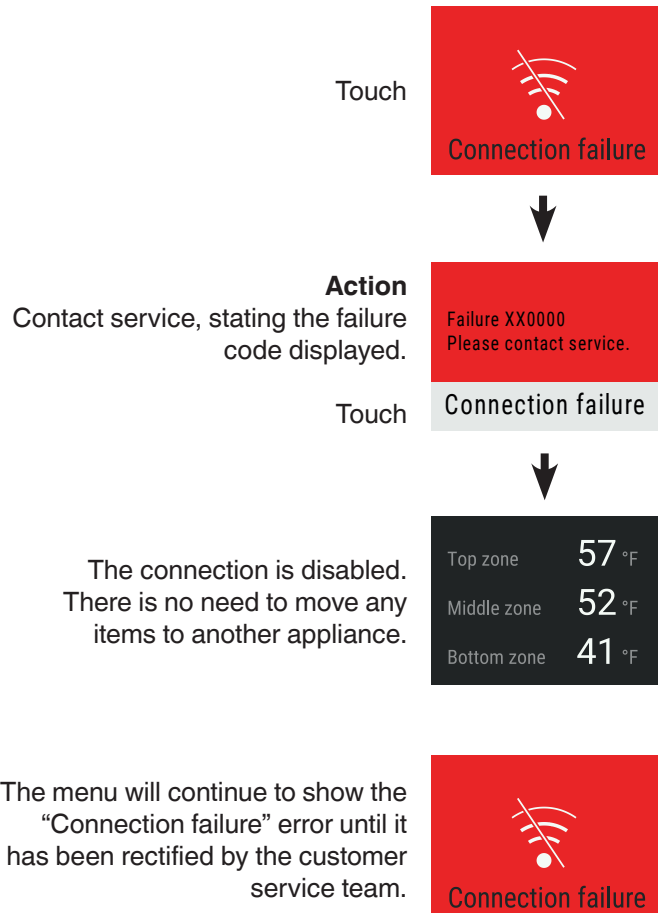 Touch
Connection failure
Action
Contact service, stating the failure
code displayed.
Failure XX0000
Please contact service.
Touch
Connection failure
The connection is disabled.
There is no need to move any
items to another appliance.
Top zone 57 °F
Middle zone 52 °F
Bottom zone 41 °F
The menu will continue to show the
“Connection failure” error until it
has been rectified by the customer
service team.
Connection failure